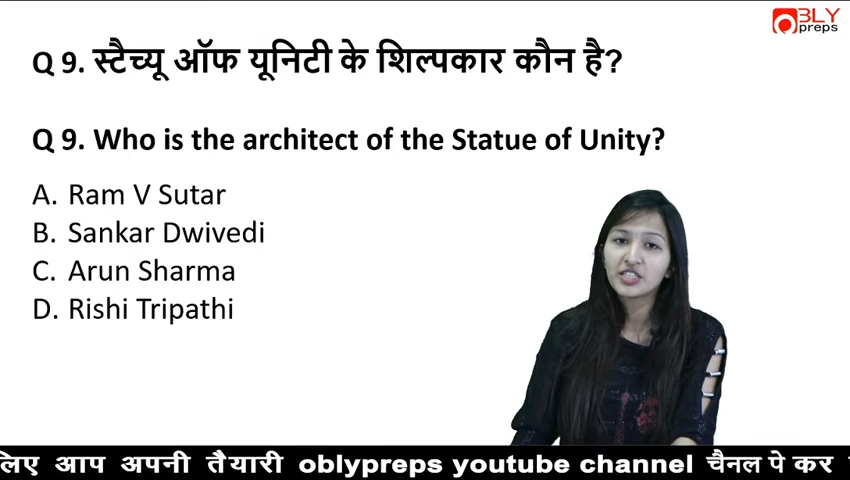 BLY
preps
Q 9. स्टैच्यू ऑफ यूनिटी के शिल्पकार कौन है?
Q 9. Who is the architect of the Statue of Unity?
A. Ram V Sutar
B. Sankar Dwivedi
C. Arun Sharma
D. Rishi Tripathi
लिए आप अपनी तैयारी oblypreps youtube channel चैनल पे कर